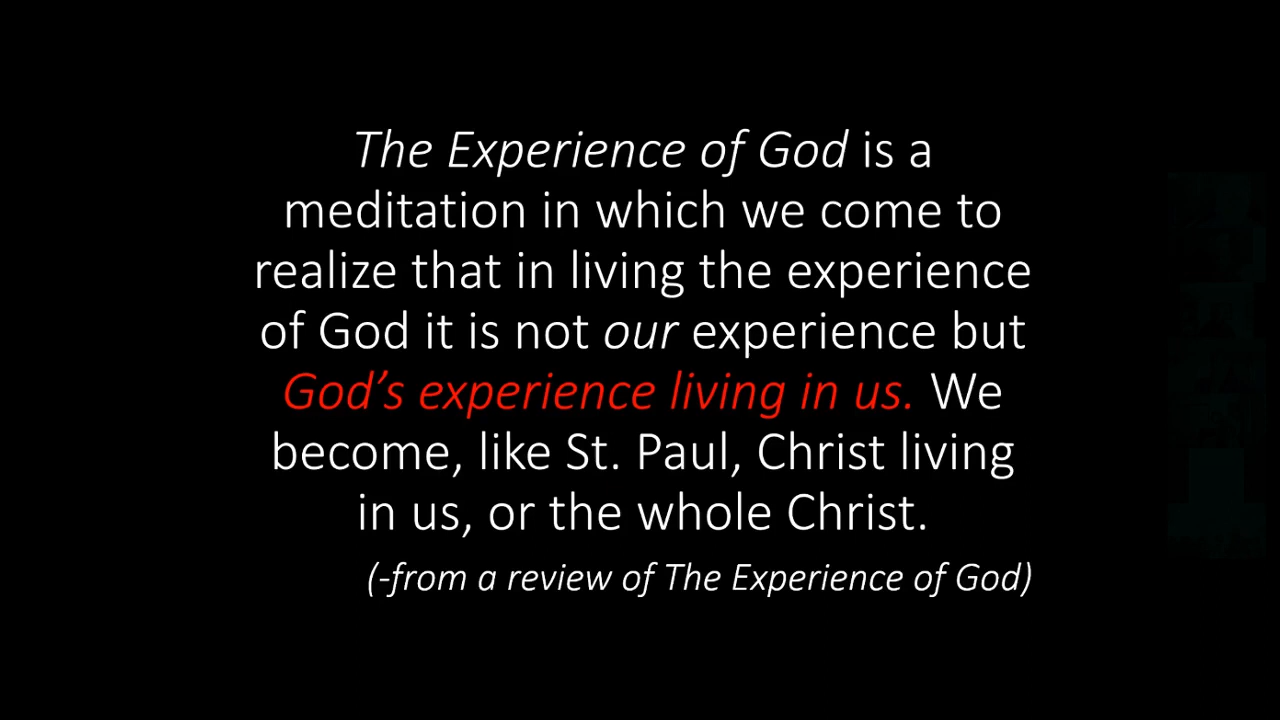 The Experience of God is a
meditation in which we come to
realize that in living the experience
of God it is not our experience but
God’s experience living in us. We
become, like St. Paul, Christ living
in us, or the whole Christ.
(-from a review of The Experience of God)